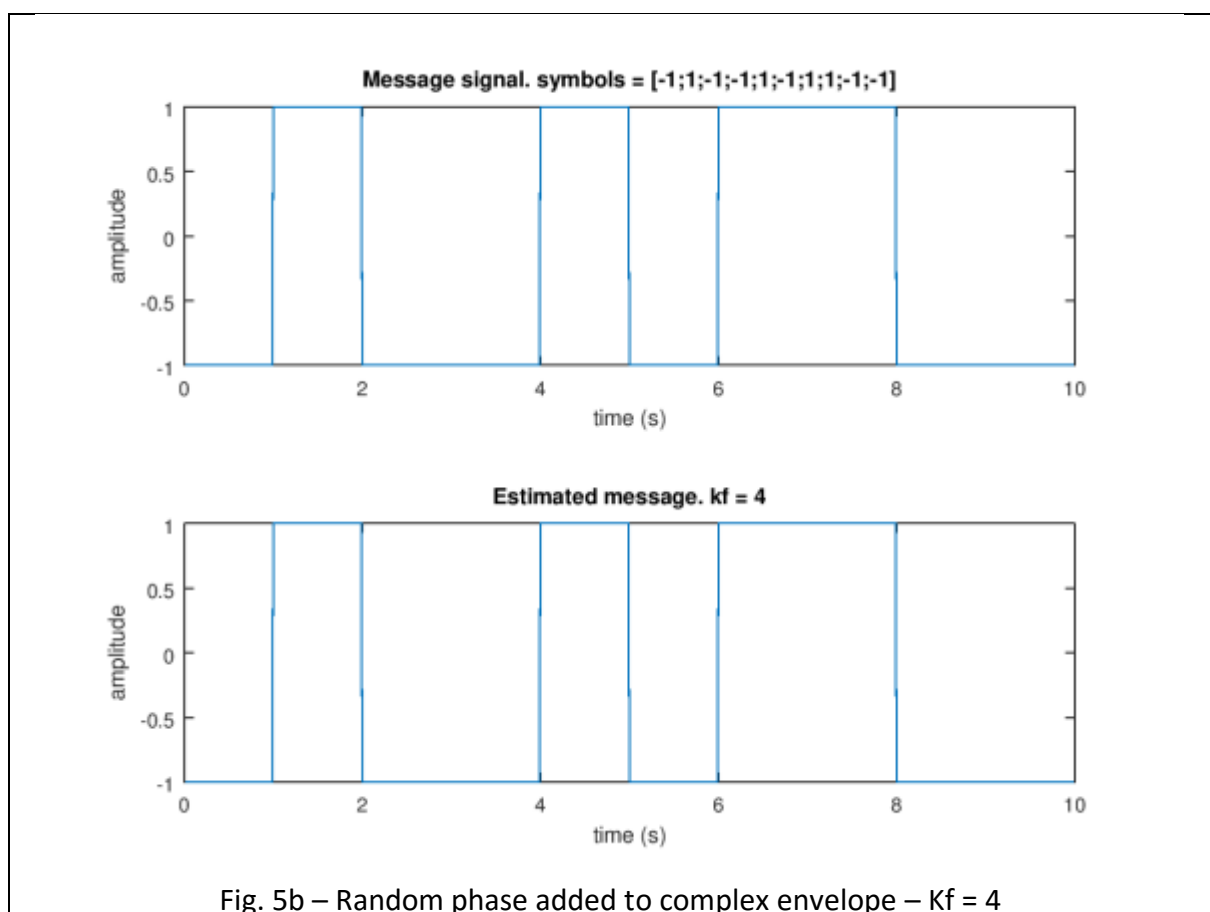 Message signal. symbols = [-1;1;-1;-1;1;-1;1;1;-1;-1]
1
0.5
0
-0.5
-1
amplitude
0 2 4 6 8 10
time (s)
Estimated message. kf = 4
1
0.5
0
-0.5
-1
amplitude
0 2 4 6 8 10
time (s)
Fig. 5b – Random phase added to complex envelope – Kf = 4